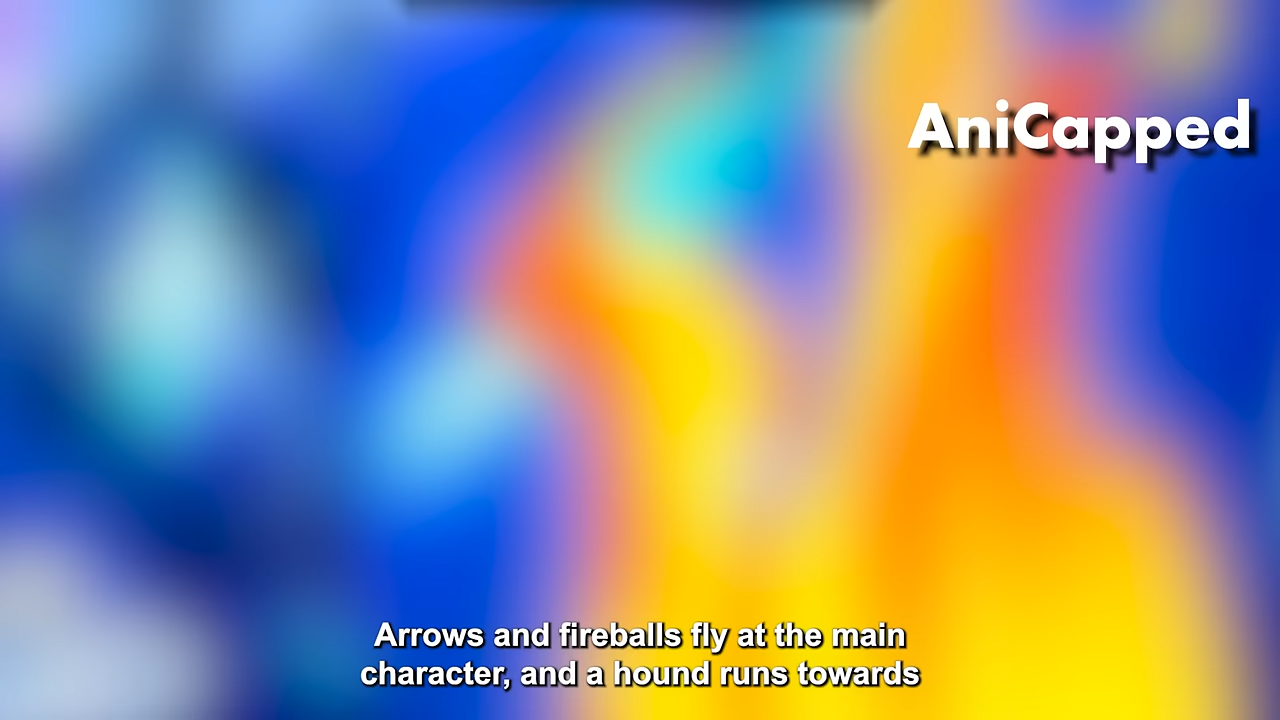 AniCapped
Arrows and fireballs fly at the main
character, and a hound runs towards